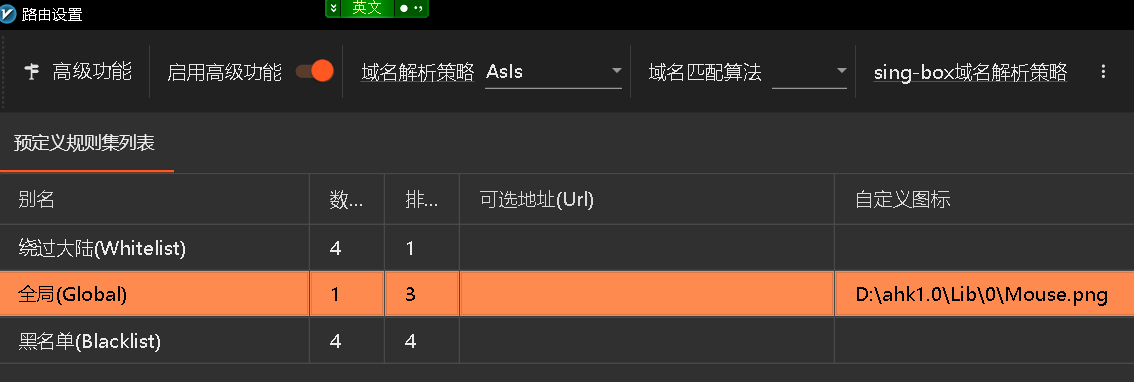 路由设置
英文
高级功能 启用高级功能 域名解析策略 AsIs 域名匹配算法 sing-box域名解析策略
预定义规则集列表
别名 数... 排... 可选地址(Url) 自定义图标
绕过大陆(Whitelist) 4 1
全局(Global) 1 3 D:\ahk1.0\Lib\0\Mouse.png
黑名单(Blacklist) 4 4